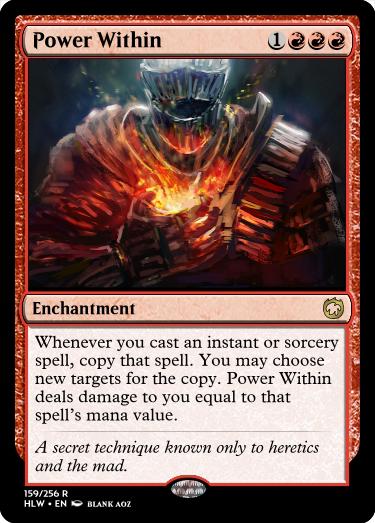 Power Within 1
Enchantment
Whenever you cast an instant or sorcery
spell, copy that spell. You may choose
new targets for the copy. Power Within
deals damage to you equal to that
spell's mana value.
A secret technique known only to heretics
and the mad.
159/256 R
HLW • EN BLANK AOZ